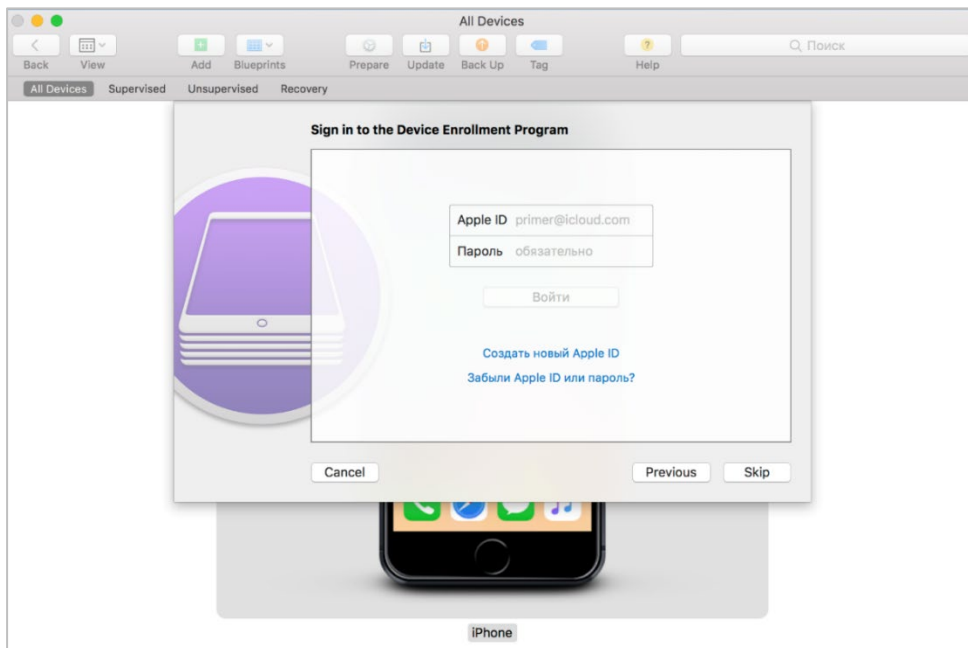 All Devices
Back View Add Blueprints Prepare Update Back Up Tag ? Help Поиск
All Devices Supervised Unsupervised Recovery
Sign in to the Device Enrollment Program
Apple ID primer@icloud.com
Пароль обязательно
Войти
Создать новый Apple ID
Забыли Apple ID или пароль?
Cancel Previous Skip
iPhone